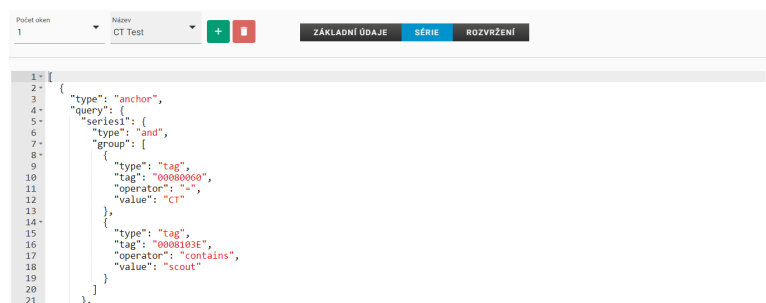 Počet oken
1
Název
CT Test
+
ZÁKLADNÍ ÚDAJE SÉRIE ROZVRŽENÍ
1 [
2 {
3 "type": "anchor",
4 "query": {
5 "series1": {
6 "type": "and",
7 "group": [
8 {
9 "type": "tag",
10 "tag": "00080060",
11 "operator": "=",
12 "value": "CT"
13 },
14 {
15 "type": "tag",
16 "tag": "0008103E",
17 "operator": "contains",
18 "value": "scout"
19 }
20 ]
21 },